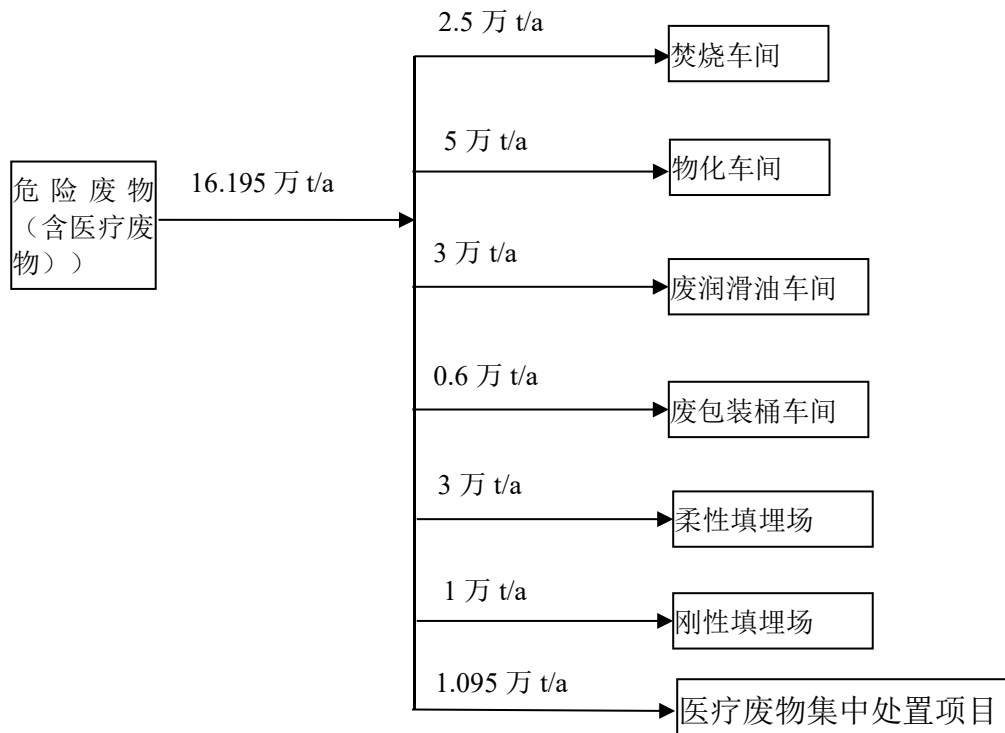 2.5 万 t/a
焚烧车间
5 万 t/a
物化车间
危 险 废 物
（含医疗废
物））
16.195 万 t/a
3 万 t/a
废润滑油车间
0.6 万 t/a
废包装桶车间
3 万 t/a
柔性填埋场
1 万 t/a
刚性填埋场
1.095 万 t/a
医疗废物集中处置项目